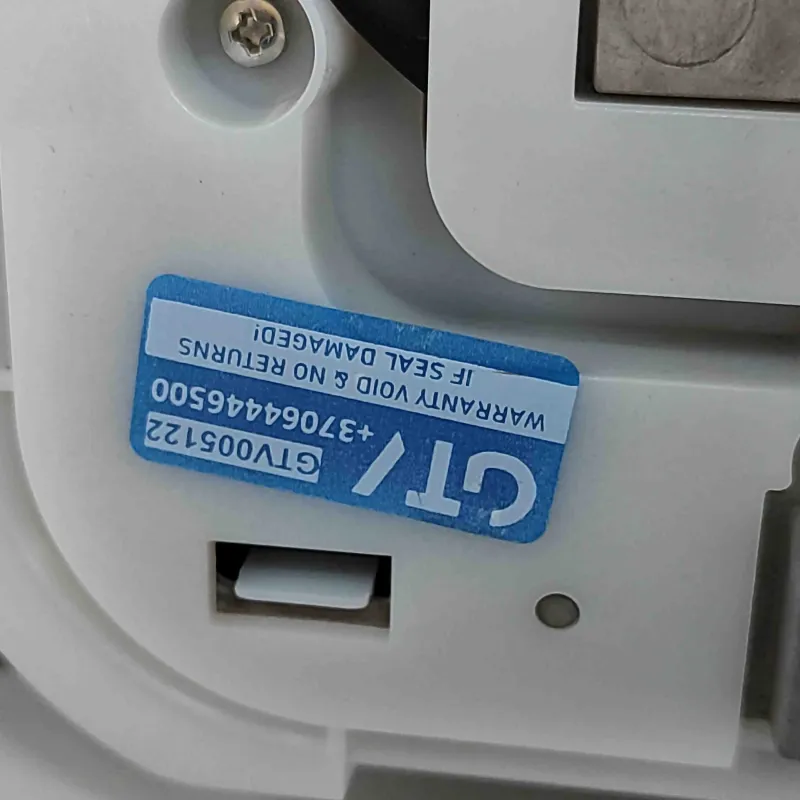 GTV
GTV005122
+37064446500
WARRANTY VOID & NO RETURNS
IF SEAL DAMAGED!